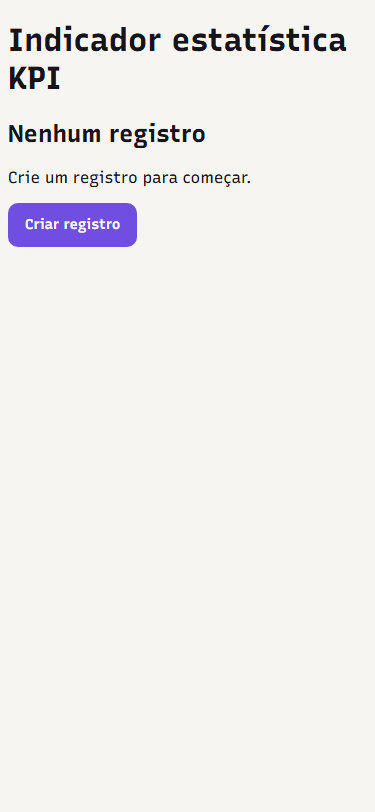 Indicador estatística
KPI
Nenhum registro
Crie um registro para começar.
Criar registro